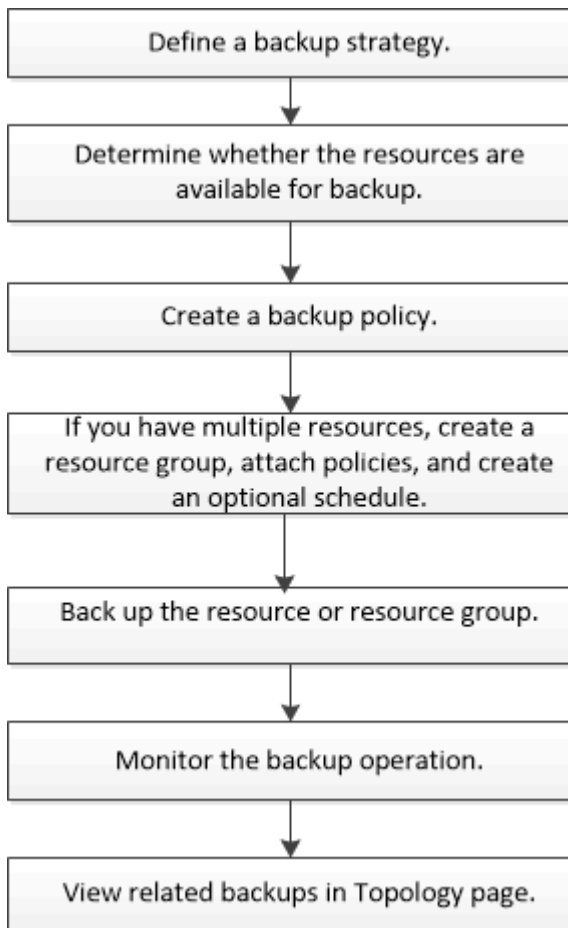 Define a backup strategy.
Determine whether the resources are
available for backup.
Create a backup policy.
If you have multiple resources, create a
resource group, attach policies, and create
an optional schedule.
Back up the resource or resource group.
Monitor the backup operation.
View related backups in Topology page.